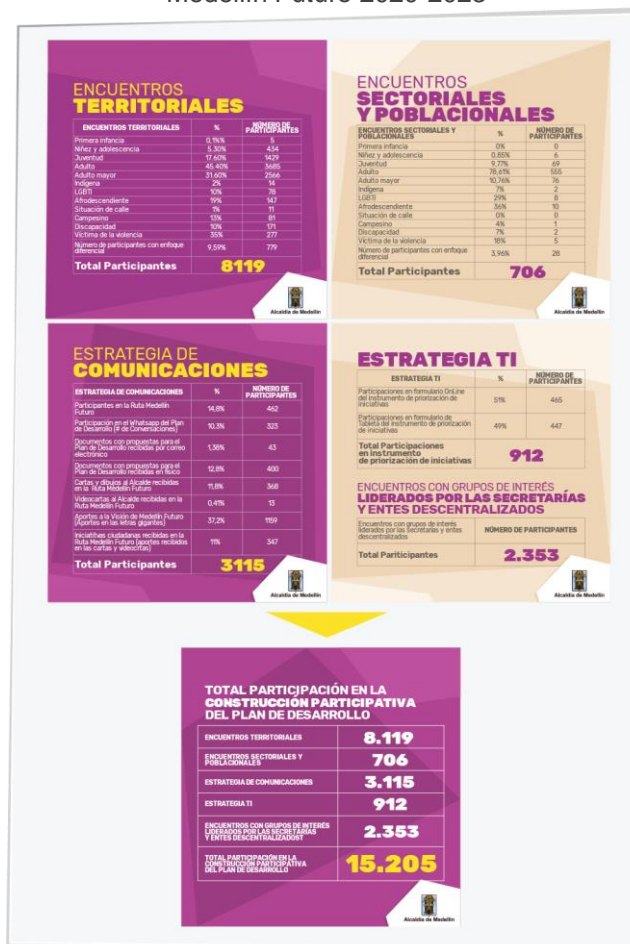 Medellín Futuro 2020-2023
ENCUENTROS
TERRITORIALES
ENCUENTROS TERRITORIALES % NÚMERO DE PARTICIPANTES
Primera infancia 0,1% 5
Niñez y adolescencia 5.30% 434
Juventud 17.60% 1429
Adulto 45.40% 3685
Adulto mayor 31.60% 2566
Indígena 2% 14
LGBTI 10% 78
Afrodescendiente 19% 147
Situación de calle 1% 11
Campesino 13% 81
Discapacidad 10% 171
Víctima de la violencia 35% 277
Número de participantes con enfoque diferencial 9,59% 779
Total Participantes 8119
Alcaldía de Medellín
ENCUENTROS
SECTORIALES
Y POBLACIONALES
ENCUENTROS SECTORIALES Y POBLACIONALES % NÚMERO DE PARTICIPANTES
Primera infancia 0% 0
Niñez y adolescencia 0,85% 6
Juventud 9,77% 69
Adulto 78,61% 555
Adulto mayor 10,76% 76
Indígena 7% 2
LGBTI 29% 8
Afrodescendiente 36% 10
Situación de calle 0% 0
Campesino 4% 1
Discapacidad 7% 2
Víctima de la violencia 18% 5
Número de participantes con enfoque diferencial 3,96% 28
Total Participantes 706
Alcaldía de Medellín
ESTRATEGIA DE
COMUNICACIONES
ESTRATEGIA DE COMUNICACIONES % NÚMERO DE PARTICIPANTES
Participantes en la Ruta Medellín Futuro 14,8% 462
Participación en el Whatsapp del Plan de Desarrollo (# de Conversaciones) 10,3% 323
Documentos con propuestas para el Plan de Desarrollo recibidas por correo electrónico 1,38% 43
Documentos con propuestas para el Plan de Desarrollo recibidas en físico 12,8% 400
Cartas y dibujos al Alcalde recibidas en la Ruta Medellín Futuro 11,8% 368
Videocartas al Alcalde recibidas en la Ruta Medellín Futuro 0,41% 13
Aportes a la Visión de Medellín Futuro (Aportes en las letras gigantes) 37,2% 1159
Iniciatitvas ciudadanas recibidas en la Ruta Medellín Futuro (aportes recibidos en las cartas y videocrtas) 11% 347
Total Participantes 3115
Alcaldía de Medellín
ESTRATEGIA TI
ESTRATEGIA TI % NÚMERO DE PARTICIPANTES
Participaciones en formulario OnLine del instrumento de priorización de iniciativas 51% 465
Participaciones en formulario de Tableta del instrumento de priorización de iniciativas 49% 447
Total Participaciones
en instrumento
de priorización de iniciativas 912
ENCUENTROS CON GRUPOS DE INTERÉS
LIDERADOS POR LAS SECRETARÍAS
Y ENTES DESCENTRALIZADOS
Encuentros con grupos de interés liderados por las secretarías y entes descentralizados NÚMERO DE PARTICIPANTES
Total Pariticipantes 2.353
Alcaldía de Medellín
TOTAL PARTICIPACIÓN EN LA
CONSTRUCCIÓN PARTICIPATIVA
DEL PLAN DE DESARROLLO
ENCUENTROS TERRITORIALES 8.119
ENCUENTROS SECTORIALES Y POBLACIONALES 706
ESTRATEGIA DE COMUNICACIONES 3.115
ESTRATEGIA TI 912
ENCUENTROS CON GRUPOS DE INTERÉS
LIDERADOS POR LAS SECRETARÍAS
Y ENTES DESCENTRALIZADOST 2.353
TOTAL PARTICIPACIÓN EN LA
CONSTRUCCIÓN PARTICIPATIVA
DEL PLAN DE DESARROLLO 15.205
Alcaldía de Medellín